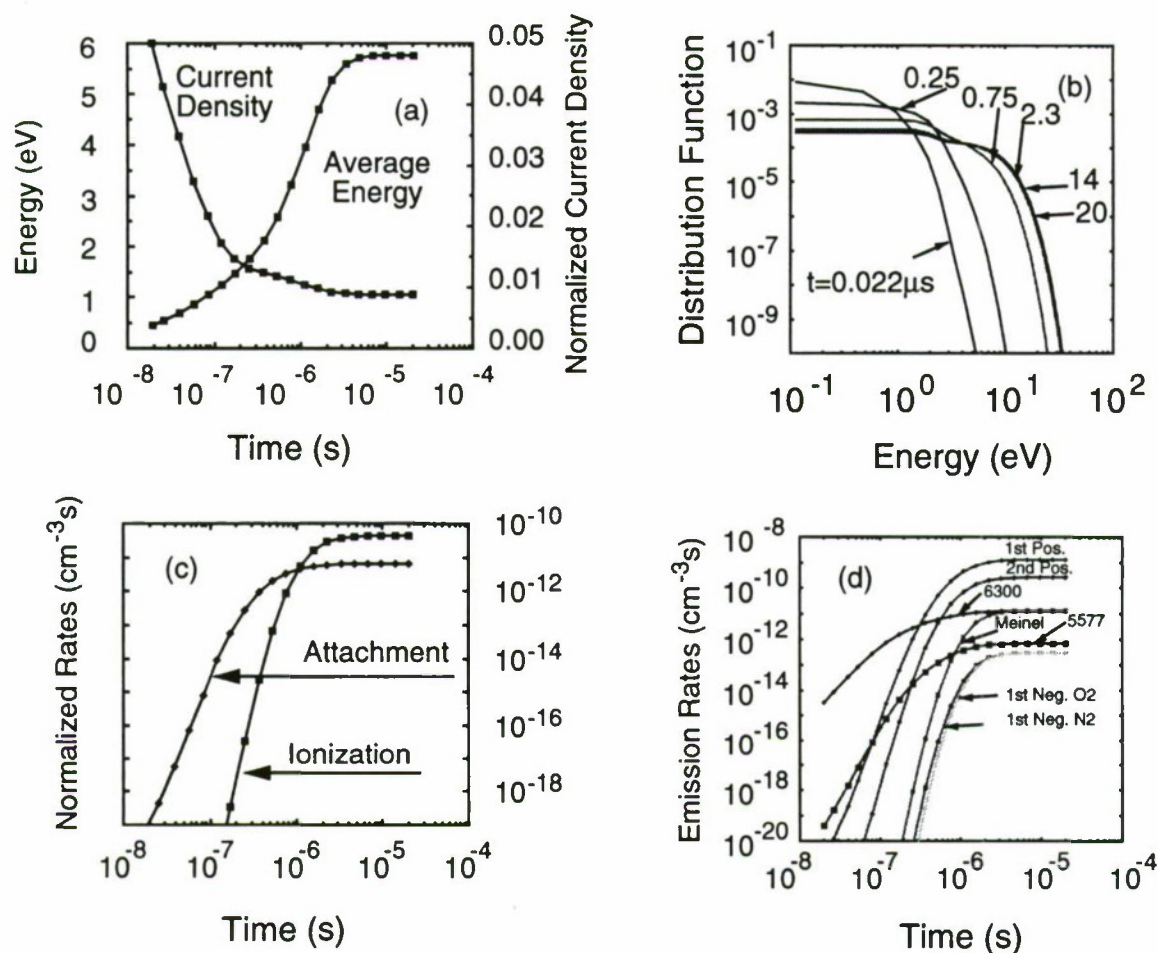 6
5
4
3
2
1
0
Energy (eV)
Current
Density
(a)
Average
Energy
0.05
0.04
0.03
0.02
0.01
0.00
Normalized Current Density
10 -8
10 -7
10 -6
10 -5
10 -4
Time (s)
10-1
10-3
10-5
10-7
10-9
Distribution Function
0.25
0.75
(b)
2.3
14
20
t=0.022µs
10-1
100
101
102
Energy (eV)
Normalized Rates (cm-3s)
(c)
Attachment
Ionization
10-10
10-12
10-14
10-16
10-18
10-8
10-7
10-6
10-5
10-4
Time (s)
Emission Rates (cm-3s)
10-8
10-10
10-12
10-14
10-16
10-18
10-20
(d)
1st Pos.
2nd Pos.
6300
Meinel
5577
1st Neg. O2
1st Neg. N2
10-8
10-7
10-6
10-5
10-4
Time (s)